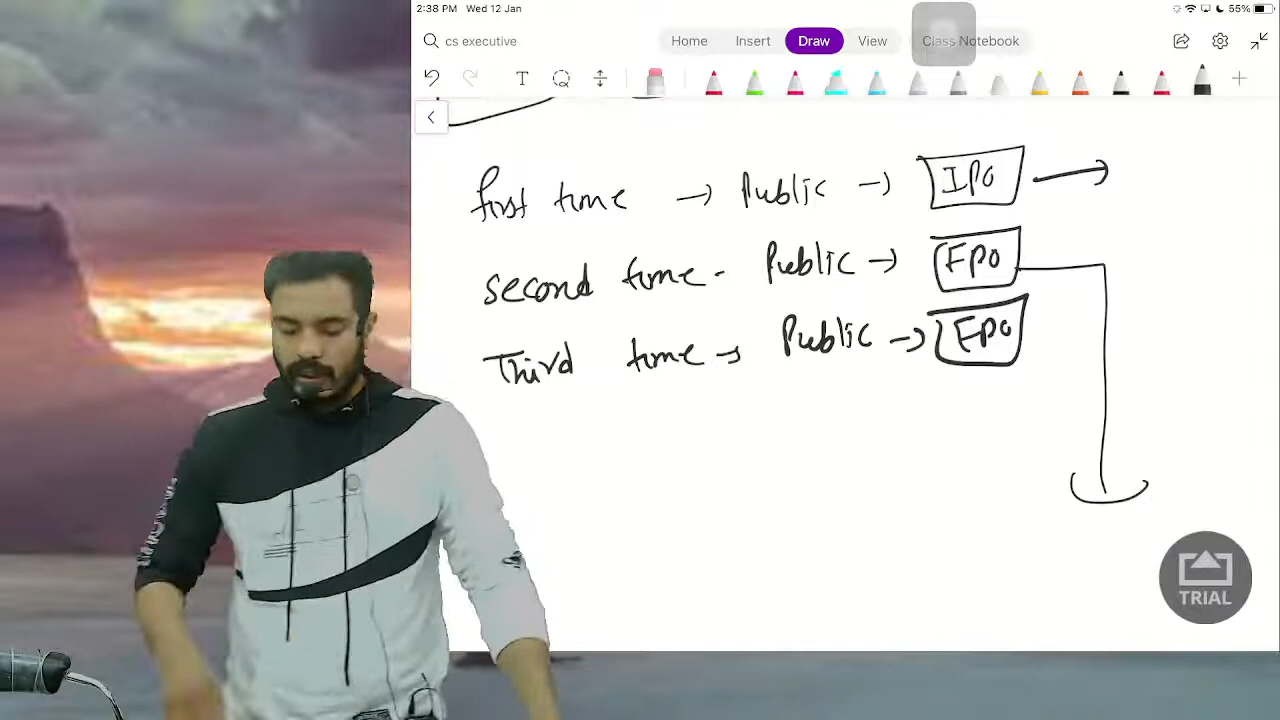 2:38 PM Wed 12 Jan 55%
cs executive Home Insert Draw View Class Notebook
T
first time → Public → IPO →
second time - Public → FPO
Third time → Public → FPO
TRIAL